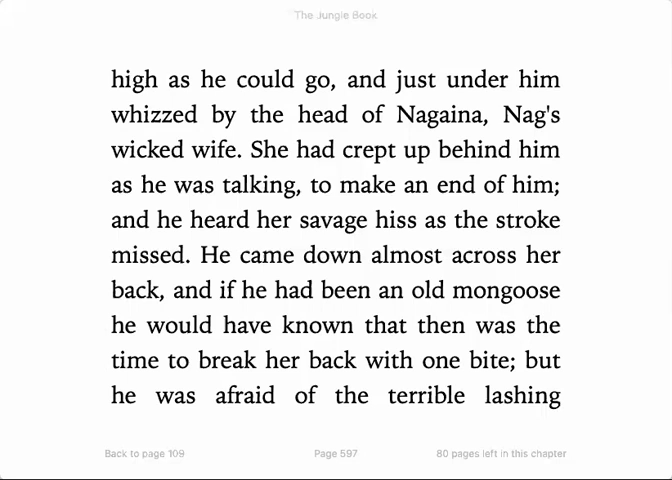 The Jungle Book
high as he could go, and just under him
whizzed by the head of Nagaina, Nag's
wicked wife. She had crept up behind him
as he was talking, to make an end of him;
and he heard her savage hiss as the stroke
missed. He came down almost across her
back, and if he had been an old mongoose
he would have known that then was the
time to break her back with one bite; but
he was afraid of the terrible lashing
Back to page 109 Page 597 80 pages left in this chapter